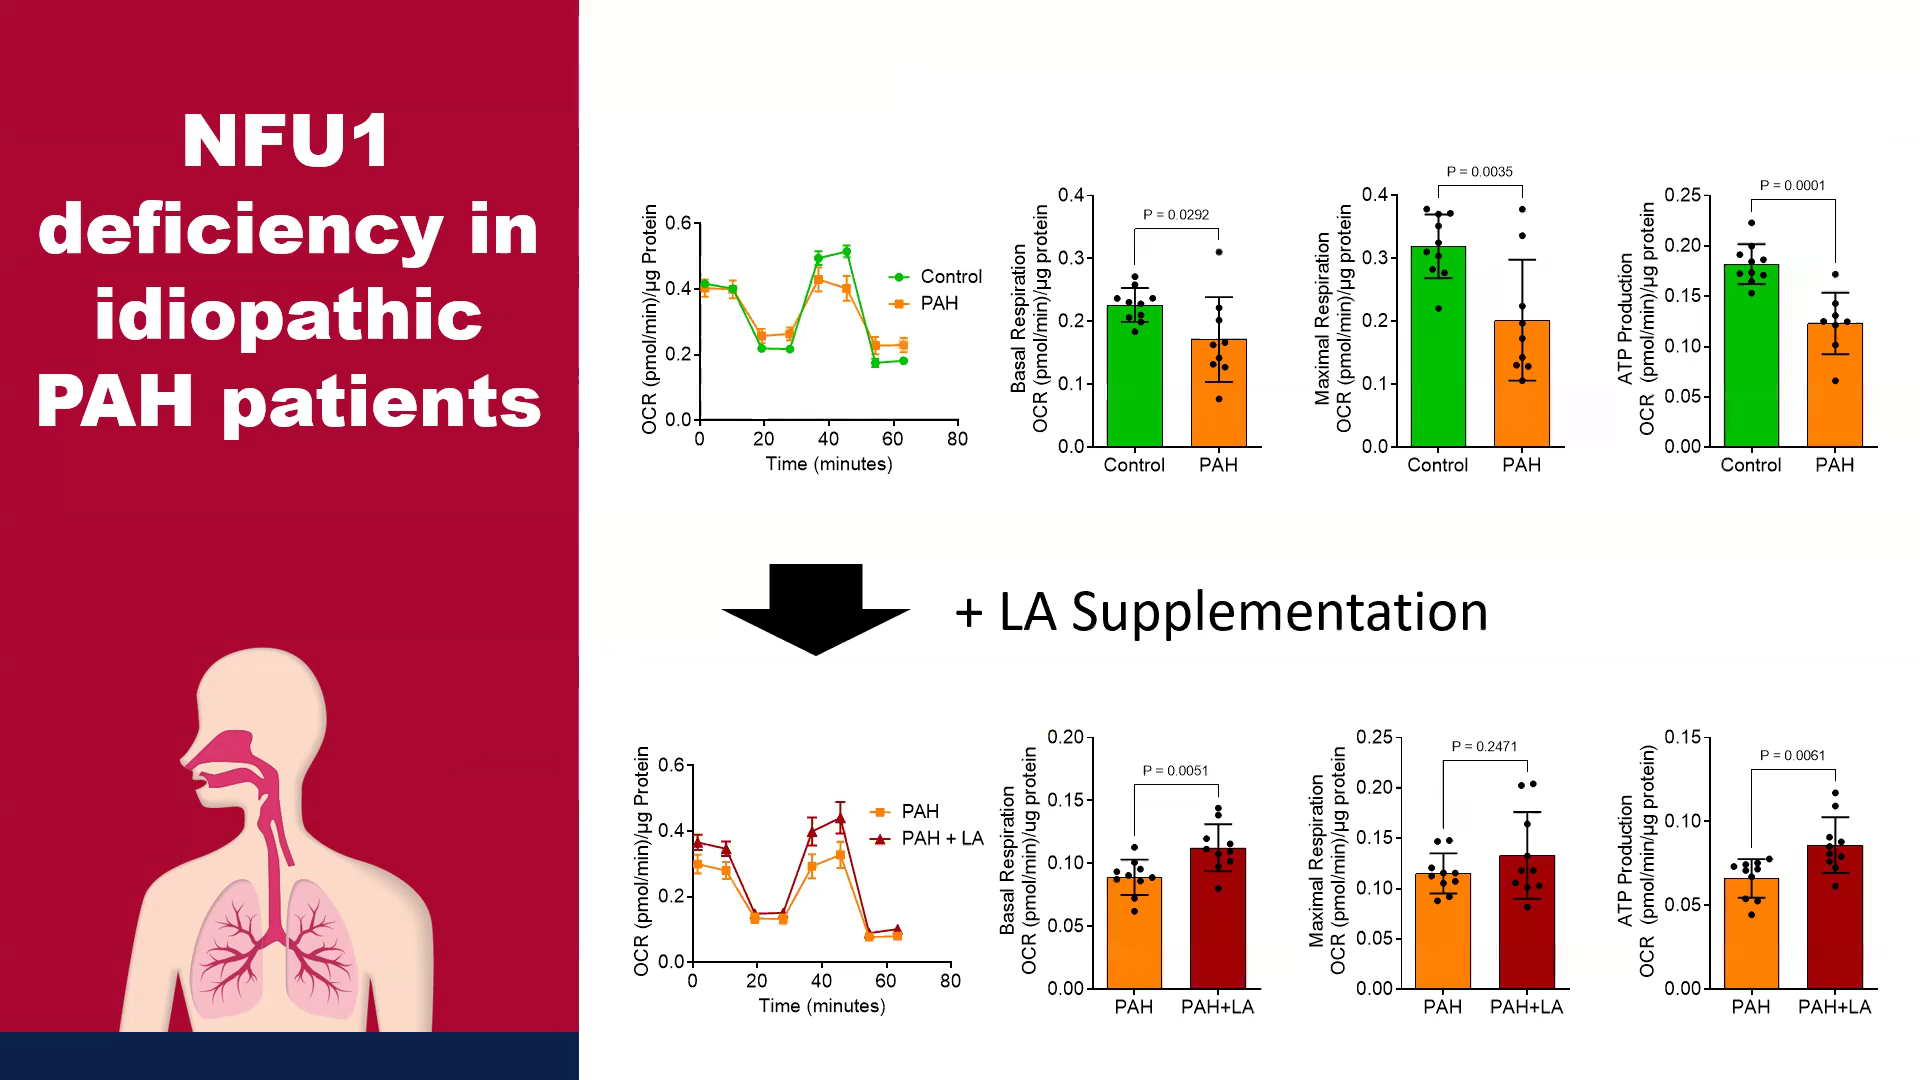 NFU1
deficiency in
idiopathic
PAH patients
OCR (pmol/min)/µg Protein
0.6
0.4
0.2
0.0
0 20 40 60 80
Time (minutes)
Control
PAH
Basal Respiration
OCR (pmol/min)/µg protein
0.4
0.3
0.2
0.1
0.0
P = 0.0292
Control PAH
Maximal Respiration
OCR (pmol/min)/µg protein
0.4
0.3
0.2
0.1
0.0
P = 0.0035
Control PAH
ATP Production
OCR (pmol/min)/µg protein
0.25
0.20
0.15
0.10
0.05
0.00
P = 0.0001
Control PAH
+ LA Supplementation
OCR (pmol/min)/µg Protein
0.6
0.4
0.2
0.0
0 20 40 60 80
Time (minutes)
PAH
PAH + LA
Basal Respiration
OCR (pmol/min)/ug protein
0.20
0.15
0.10
0.05
0.00
P = 0.0051
PAH PAH+LA
Maximal Respiration
OCR (pmol/min)/µg protein
0.25
0.20
0.15
0.10
0.05
0.00
P = 0.2471
PAH PAH+LA
ATP Production
OCR (pmol/min/µg protein)
0.15
0.10
0.05
0.00
P = 0.0061
PAH PAH+LA